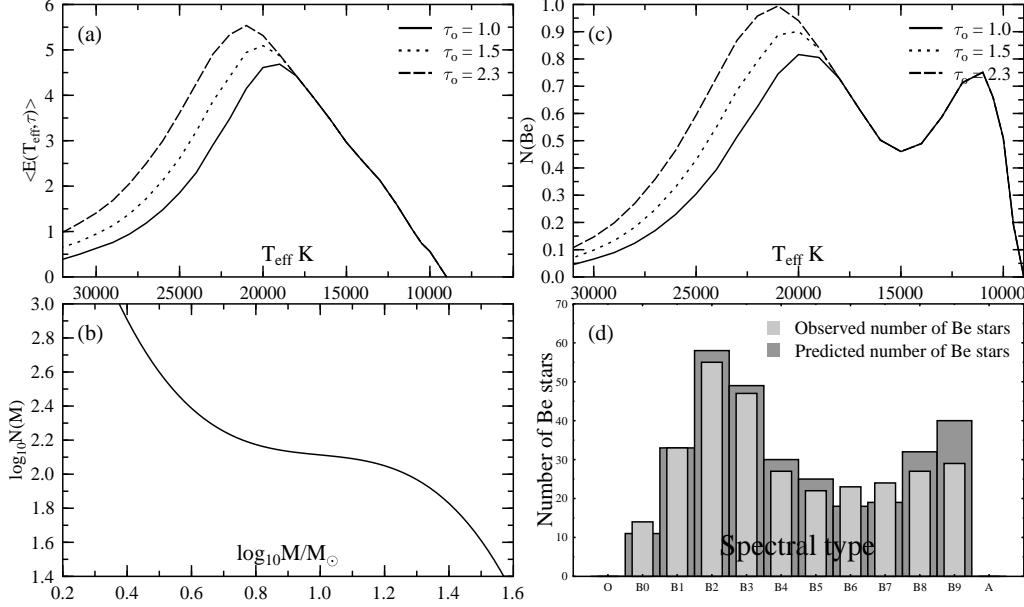 (a)
τo = 1.0
τo = 1.5
τo = 2.3
<E(Teff,τ)>
6
5
4
3
2
1
0
Teff K
30000 25000 20000 15000 10000
(c)
τo = 1.0
τo = 1.5
τo = 2.3
N(Be)
1.0
0.9
0.8
0.7
0.6
0.5
0.4
0.3
0.2
0.1
0.0
Teff K
30000 25000 20000 15000 10000
(b)
log10N(M)
3.0
2.8
2.6
2.4
2.2
2.0
1.8
1.6
1.4
log10M/M⊙
0.2 0.4 0.6 0.8 1.0 1.2 1.4 1.6
(d)
Observed number of Be stars
Predicted number of Be stars
Number of Be stars
70
60
50
40
30
20
10
0
Spectral type
O B0 B1 B2 B3 B4 B5 B6 B7 B8 B9 A